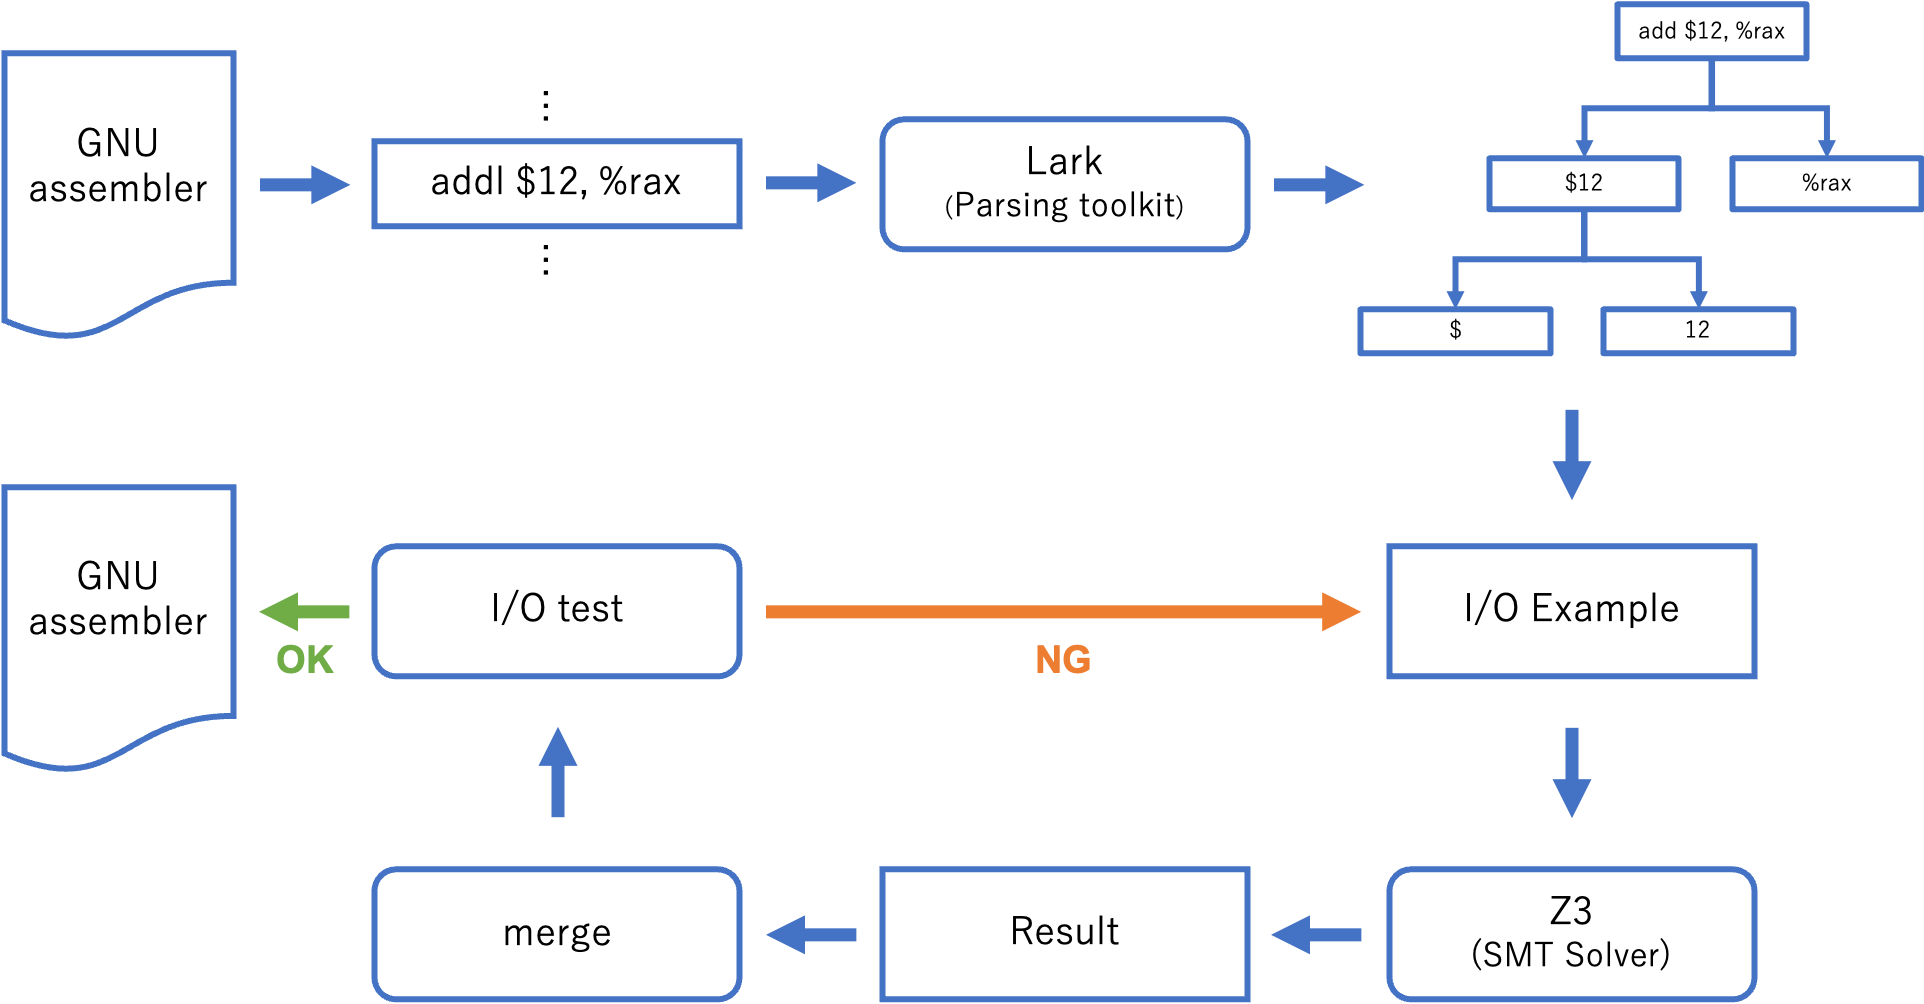 add $12, %rax
GNU
assembler
⋮
addl $12, %rax
⋮
Lark
(Parsing toolkit)
$12
%rax
$
12
GNU
assembler
OK
I/O test
NG
I/O Example
merge
Result
Z3
(SMT Solver)